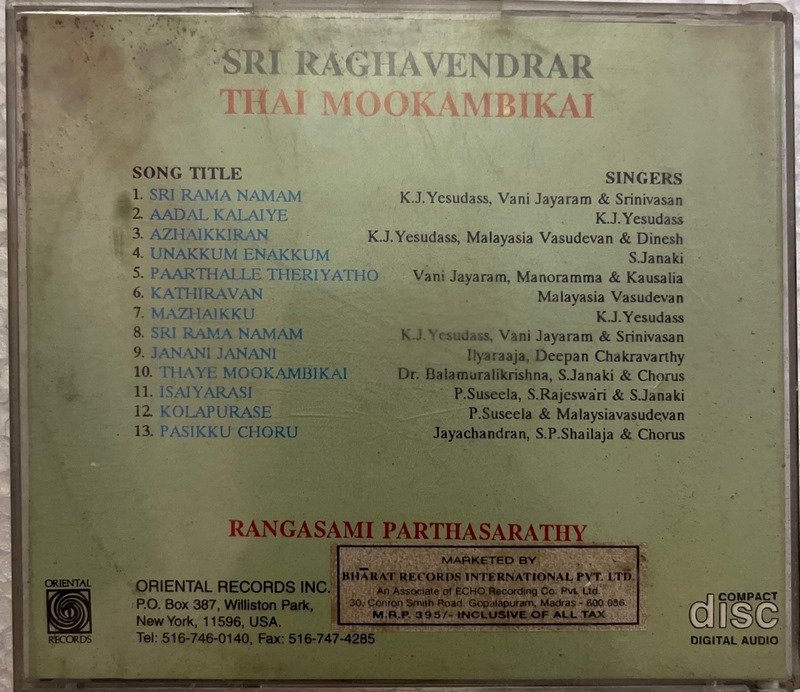 SRI RAGHAVENDRAR
THAI MOOKAMBIKAI
SONG TITLE SINGERS
1. SRI RAMA NAMAM K.J.Yesudass, Vani Jayaram & Srinivasan
2. AADAL KALAIYE K.J.Yesudass
3. AZHAIKKIRAN K.J.Yesudass, Malayasia Vasudevan & Dinesh
4. UNAKKUM ENAKKUM S.Janaki
5. PAARTHALLE THERIYATHO Vani Jayaram, Manoramma & Kausalia
6. KATHIRAVAN Malayasia Vasudevan
7. MAZHAIKKU K.J.Yesudass
8. SRI RAMA NAMAM K.J.Yesudass, Vani Jayaram & Srinivasan
9. JANANI JANANI Ilyaraaja, Deepan Chakravarthy
10. THAYE MOOKAMBIKAI Dr. Balamuralikrishna, S.Janaki & Chorus
11. ISAIYARASI P.Suseela, S.Rajeswari & S.Janaki
12. KOLAPURASE P.Suseela & Malaysiavasudevan
13. PASIKKU CHORU Jayachandran, S.P.Shailaja & Chorus
RANGASAMI PARTHASARATHY
MARKETED BY
BHĀRAT RECORDS INTERNATIONAL PVT. LTD.
An Associate of ECHO Recording Co. Pvt. Ltd.
30, Conron Smith Road, Gopalapuram, Madras - 600 086.
M.R.P. 395/- INCLUSIVE OF ALL TAX
ORIENTAL
RECORDS
ORIENTAL RECORDS INC.
P.O. Box 387, Williston Park,
New York, 11596, USA.
Tel: 516-746-0140, Fax: 516-747-4285
COMPACT
disc
DIGITAL AUDIO